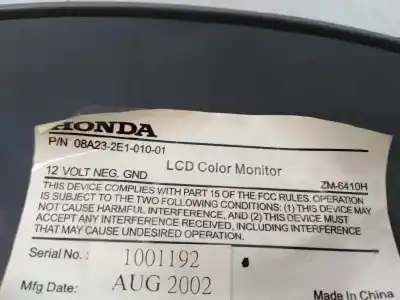 HONDA
P/N 08A23-2E1-010-01
LCD Color Monitor
12 VOLT NEG. GND ZM-6410H
THIS DEVICE COMPLIES WITH PART 15 OF THE FCC RULES. OPERATION
IS SUBJECT TO THE TWO FOLLOWING CONDITIONS: (1) THIS DEVICE MAY
NOT CAUSE HARMFUL INTERFERENCE, AND (2) THIS DEVICE MUST
ACCEPT ANY INTERFERENCE RECEIVED, INCLUDING INTERFERENCE
THAT MAY CAUSE UNDESIRED OPERATION.
Serial No.: 1001192
Mfg Date: AUG 2002 Made in China